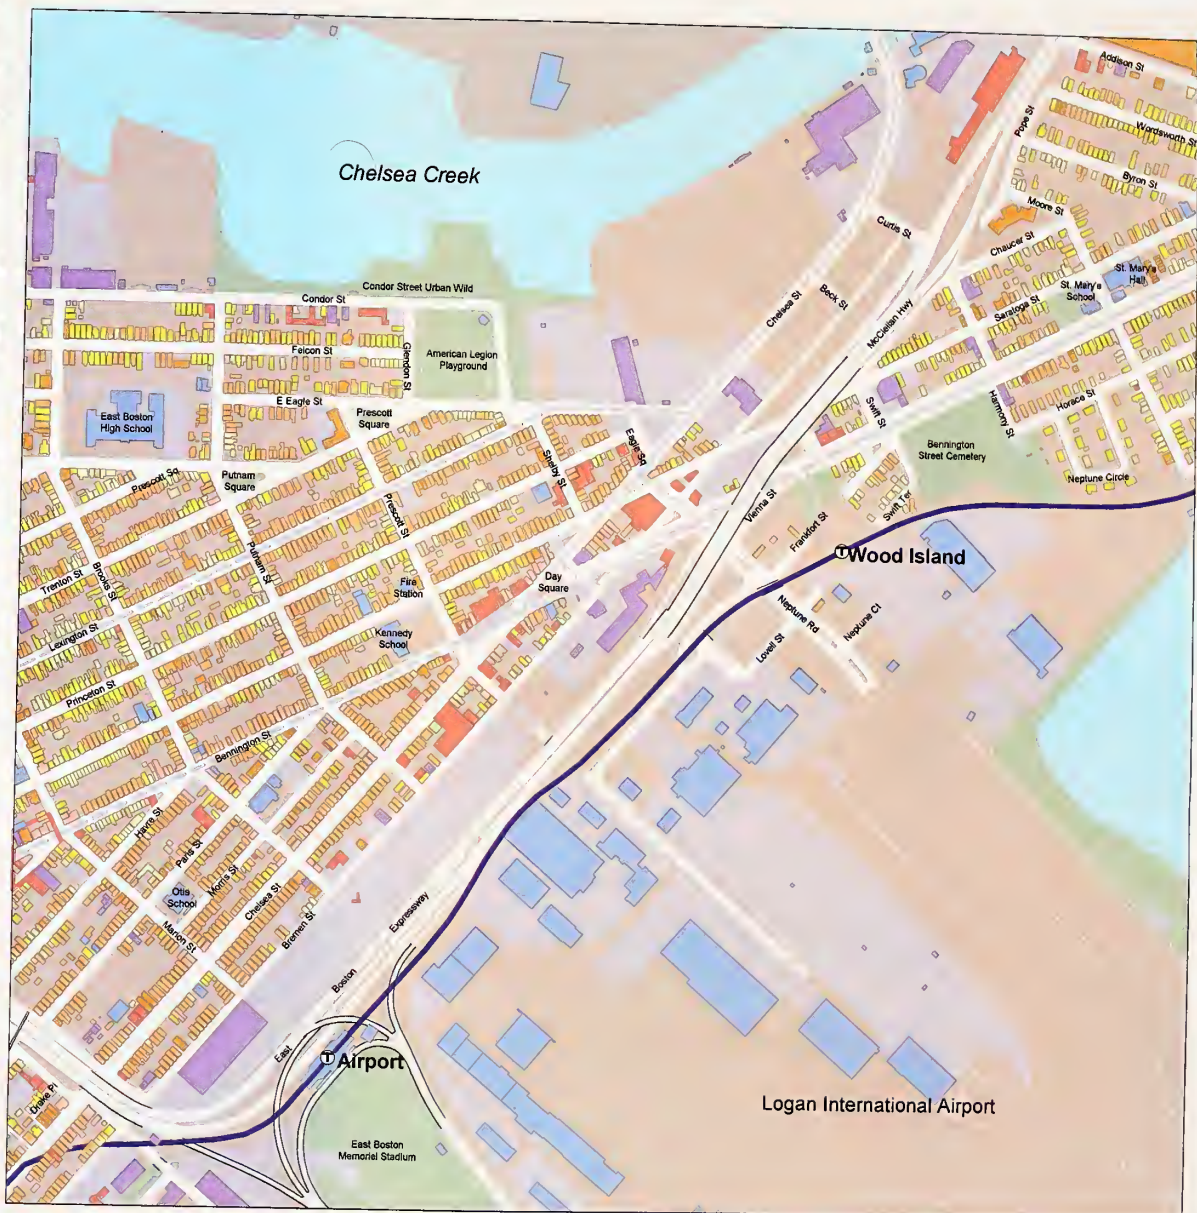 Addison St
Wordsworth St
Pope St
Byron St
Moore St
Chelsea Creek
Curtis St
Chaucer St
St. Mary's
Hall
St. Mary's
School
Condor Street Urban Wild
Condor St
Chelsea St
Beck St
McClellan Hwy
Saratoga St
Felcon St
Glendon St
American Legion
Playground
E Eagle St
Prescott
Square
East Boston
High School
Swift St
Harmony St
Horace St
Eagle Sq
Bennington
Street Cemetery
Shelby St
Prescott Sq
Putnam
Square
Neptune Circle
Prescott St
Vienna St
Swift Ter
Frankfort St
T Wood Island
Putnam St
Trenton St
Brooks St
Fire
Station
Day
Square
Neptune Rd
Neptune Ct
Lexington St
Kennedy
School
Lovell St
Princeton St
Bennington St
Havre St
Paris St
Morris St
Otis
School
Chelsea St
Marion St
Bremen St
Expressway
Boston
East
T Airport
Drake Pl
Logan International Airport
East Boston
Memoriel Stadium